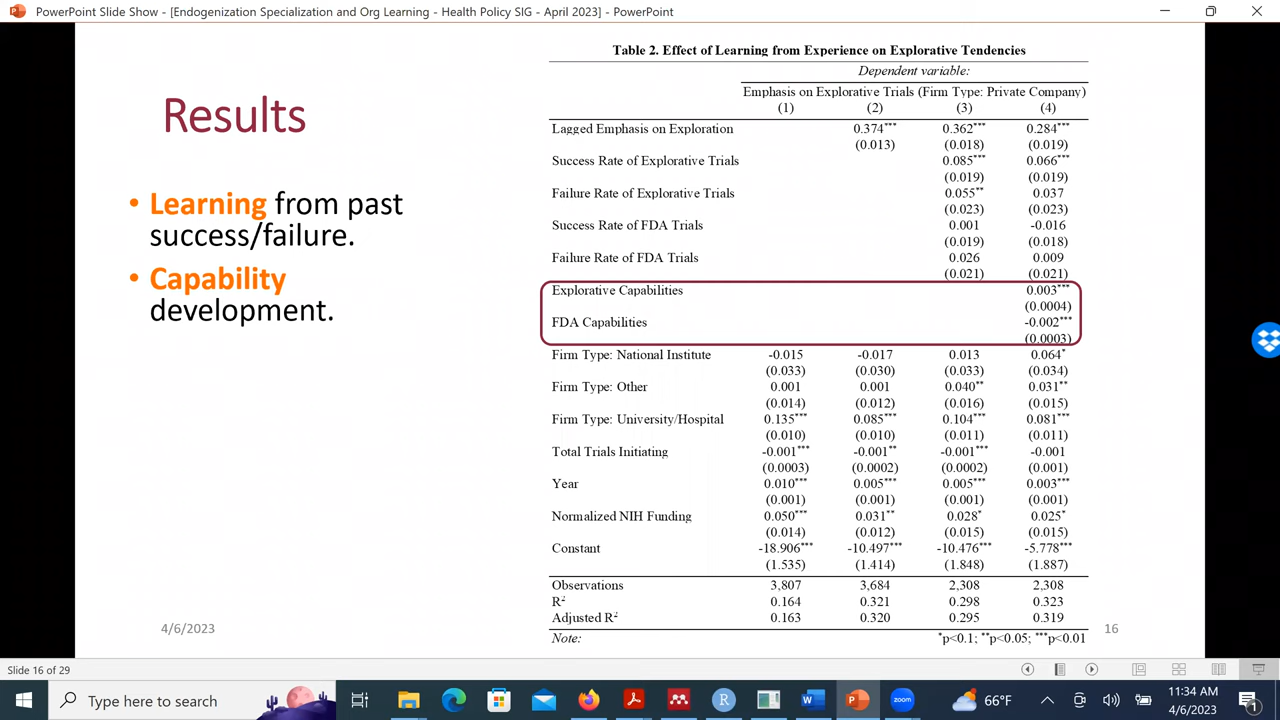 PowerPoint Slide Show - [Endogenization Specialization and Org Learning - Health Policy SIG - April 2023] - PowerPoint
Results
• Learning from past
success/failure.
• Capability
development.
Table 2. Effect of Learning from Experience on Explorative Tendencies
Dependent variable:
Emphasis on Explorative Trials (Firm Type: Private Company)
(1) (2) (3) (4)
Lagged Emphasis on Exploration 0.374*** 0.362*** 0.284***
(0.013) (0.018) (0.019)
Success Rate of Explorative Trials 0.085*** 0.066***
(0.019) (0.019)
Failure Rate of Explorative Trials 0.055** 0.037
(0.023) (0.023)
Success Rate of FDA Trials 0.001 -0.016
(0.019) (0.018)
Failure Rate of FDA Trials 0.026 0.009
(0.021) (0.021)
Explorative Capabilities 0.003***
(0.0004)
FDA Capabilities -0.002***
(0.0003)
Firm Type: National Institute -0.015 -0.017 0.013 0.064*
(0.033) (0.030) (0.033) (0.034)
Firm Type: Other 0.001 0.001 0.040** 0.031**
(0.014) (0.012) (0.016) (0.015)
Firm Type: University/Hospital 0.135*** 0.085*** 0.104*** 0.081***
(0.010) (0.010) (0.011) (0.011)
Total Trials Initiating -0.001*** -0.001** -0.001*** -0.001
(0.0003) (0.0002) (0.0002) (0.001)
Year 0.010*** 0.005*** 0.005*** 0.003***
(0.001) (0.001) (0.001) (0.001)
Normalized NIH Funding 0.050*** 0.031** 0.028* 0.025*
(0.014) (0.012) (0.015) (0.015)
Constant -18.906*** -10.497*** -10.476*** -5.778***
(1.535) (1.414) (1.848) (1.887)
Observations 3,807 3,684 2,308 2,308
R2 0.164 0.321 0.298 0.323
Adjusted R2 0.163 0.320 0.295 0.319
Note: *p<0.1; **p<0.05; ***p<0.01
4/6/2023
16
Slide 16 of 29
Type here to search
R
W
zoom
66°F
11:34 AM
4/6/2023
1